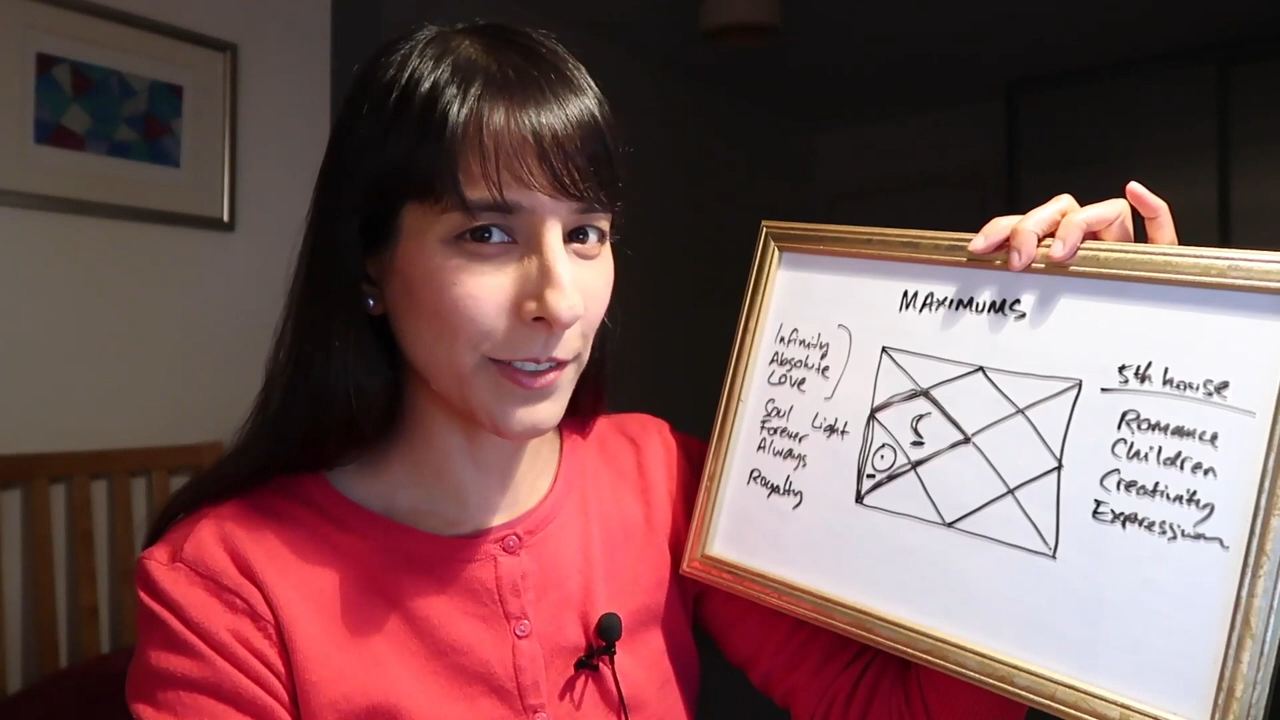 MAXIMUMS
Infinity
Absolute
Love
Soul Light
Forever
Always
Royalty
5th house
Romance
Children
Creativity
Expression